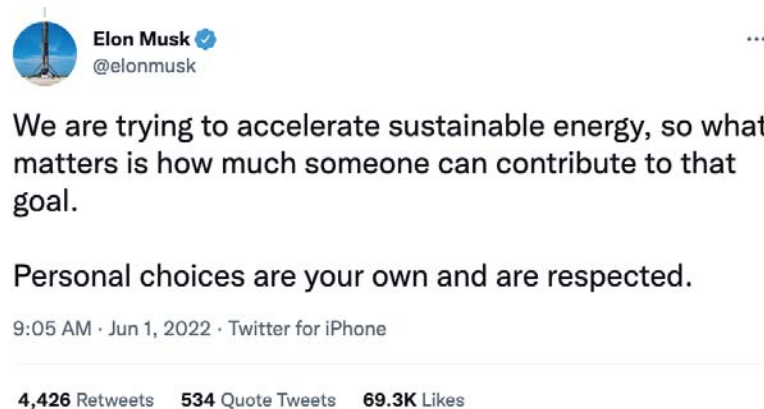 Elon Musk
@elonmusk
We are trying to accelerate sustainable energy, so what
matters is how much someone can contribute to that
goal.
Personal choices are your own and are respected.
9:05 AM · Jun 1, 2022 · Twitter for iPhone
4,426 Retweets 534 Quote Tweets 69.3K Likes